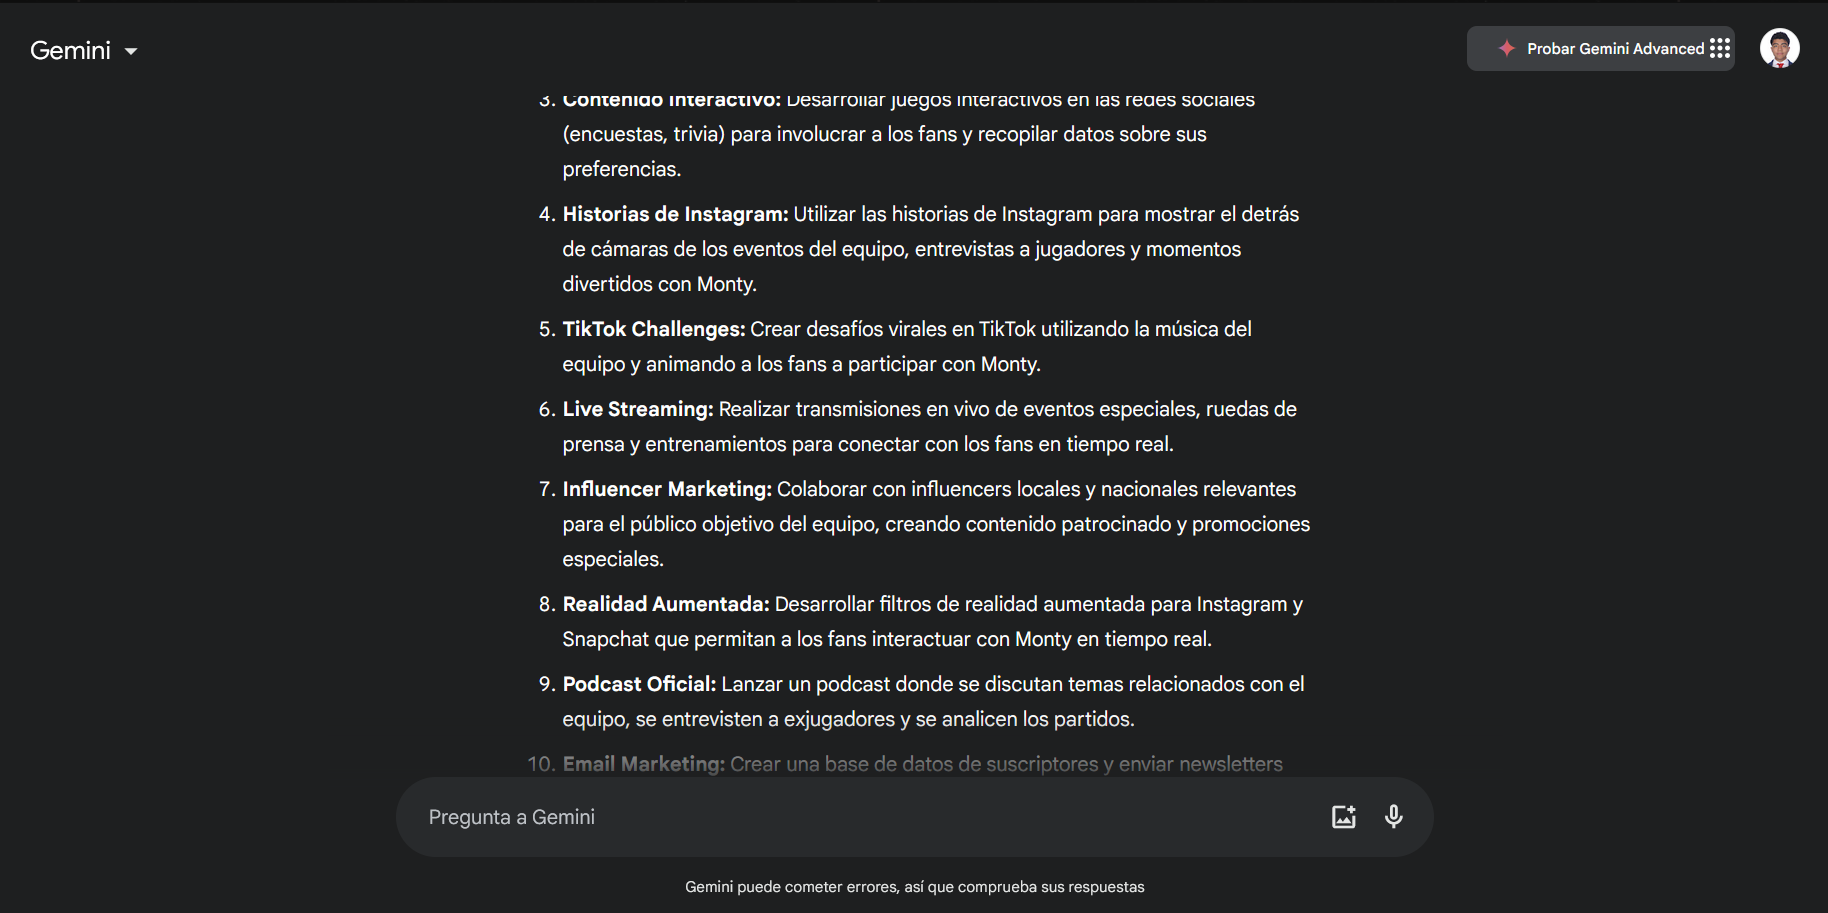 Gemini
Probar Gemini Advanced
3. Contenido Interactivo: Desarrollar juegos interactivos en las redes sociales
(encuestas, trivia) para involucrar a los fans y recopilar datos sobre sus
preferencias.
4. Historias de Instagram: Utilizar las historias de Instagram para mostrar el detrás
de cámaras de los eventos del equipo, entrevistas a jugadores y momentos
divertidos con Monty.
5. TikTok Challenges: Crear desafíos virales en TikTok utilizando la música del
equipo y animando a los fans a participar con Monty.
6. Live Streaming: Realizar transmisiones en vivo de eventos especiales, ruedas de
prensa y entrenamientos para conectar con los fans en tiempo real.
7. Influencer Marketing: Colaborar con influencers locales y nacionales relevantes
para el público objetivo del equipo, creando contenido patrocinado y promociones
especiales.
8. Realidad Aumentada: Desarrollar filtros de realidad aumentada para Instagram y
Snapchat que permitan a los fans interactuar con Monty en tiempo real.
9. Podcast Oficial: Lanzar un podcast donde se discutan temas relacionados con el
equipo, se entrevisten a exjugadores y se analicen los partidos.
10. Email Marketing: Crear una base de datos de suscriptores y enviar newsletters
Pregunta a Gemini
Gemini puede cometer errores, así que comprueba sus respuestas